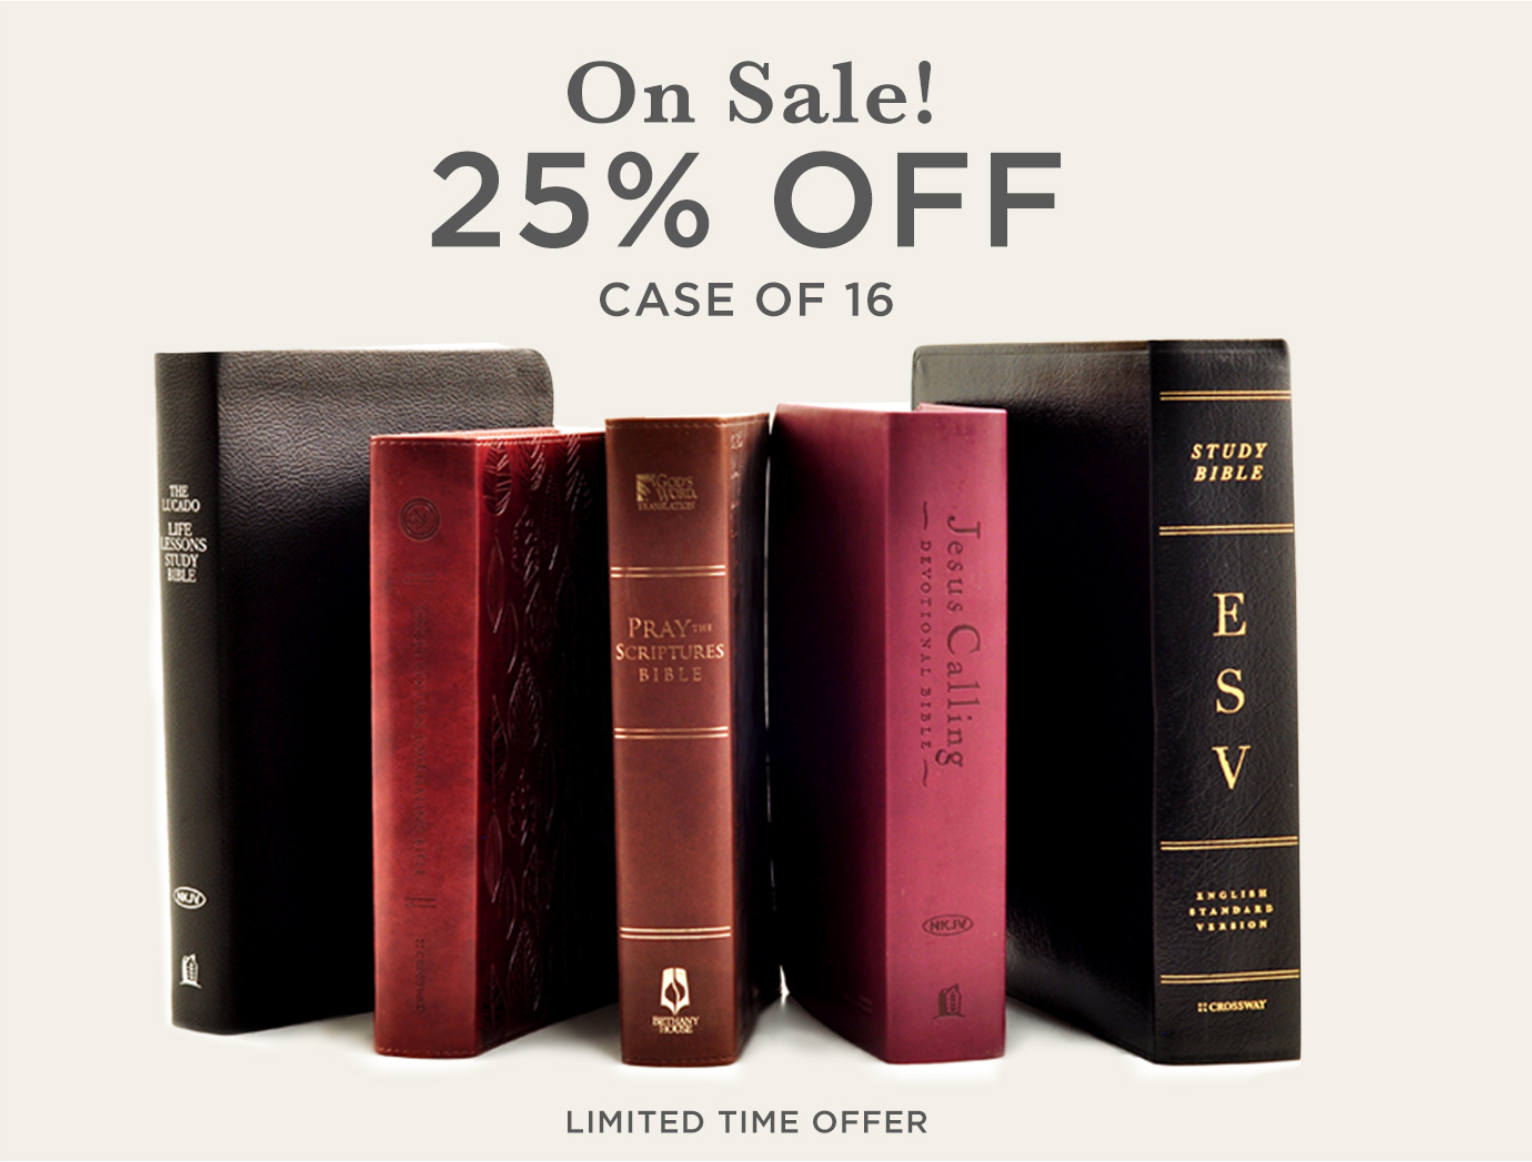 On Sale!
25% OFF
CASE OF 16
THE
LUCADO
LIFE
LESSONS
STUDY
BIBLE
NKJV
GOD'S
WORD
TRANSLATION
PRAY THE
SCRIPTURES
BIBLE
BETHANY
HOUSE
Jesus Calling
DEVOTIONAL BIBLE
NKJV
STUDY
BIBLE
E
S
V
ENGLISH
STANDARD
VERSION
CROSSWAY
LIMITED TIME OFFER